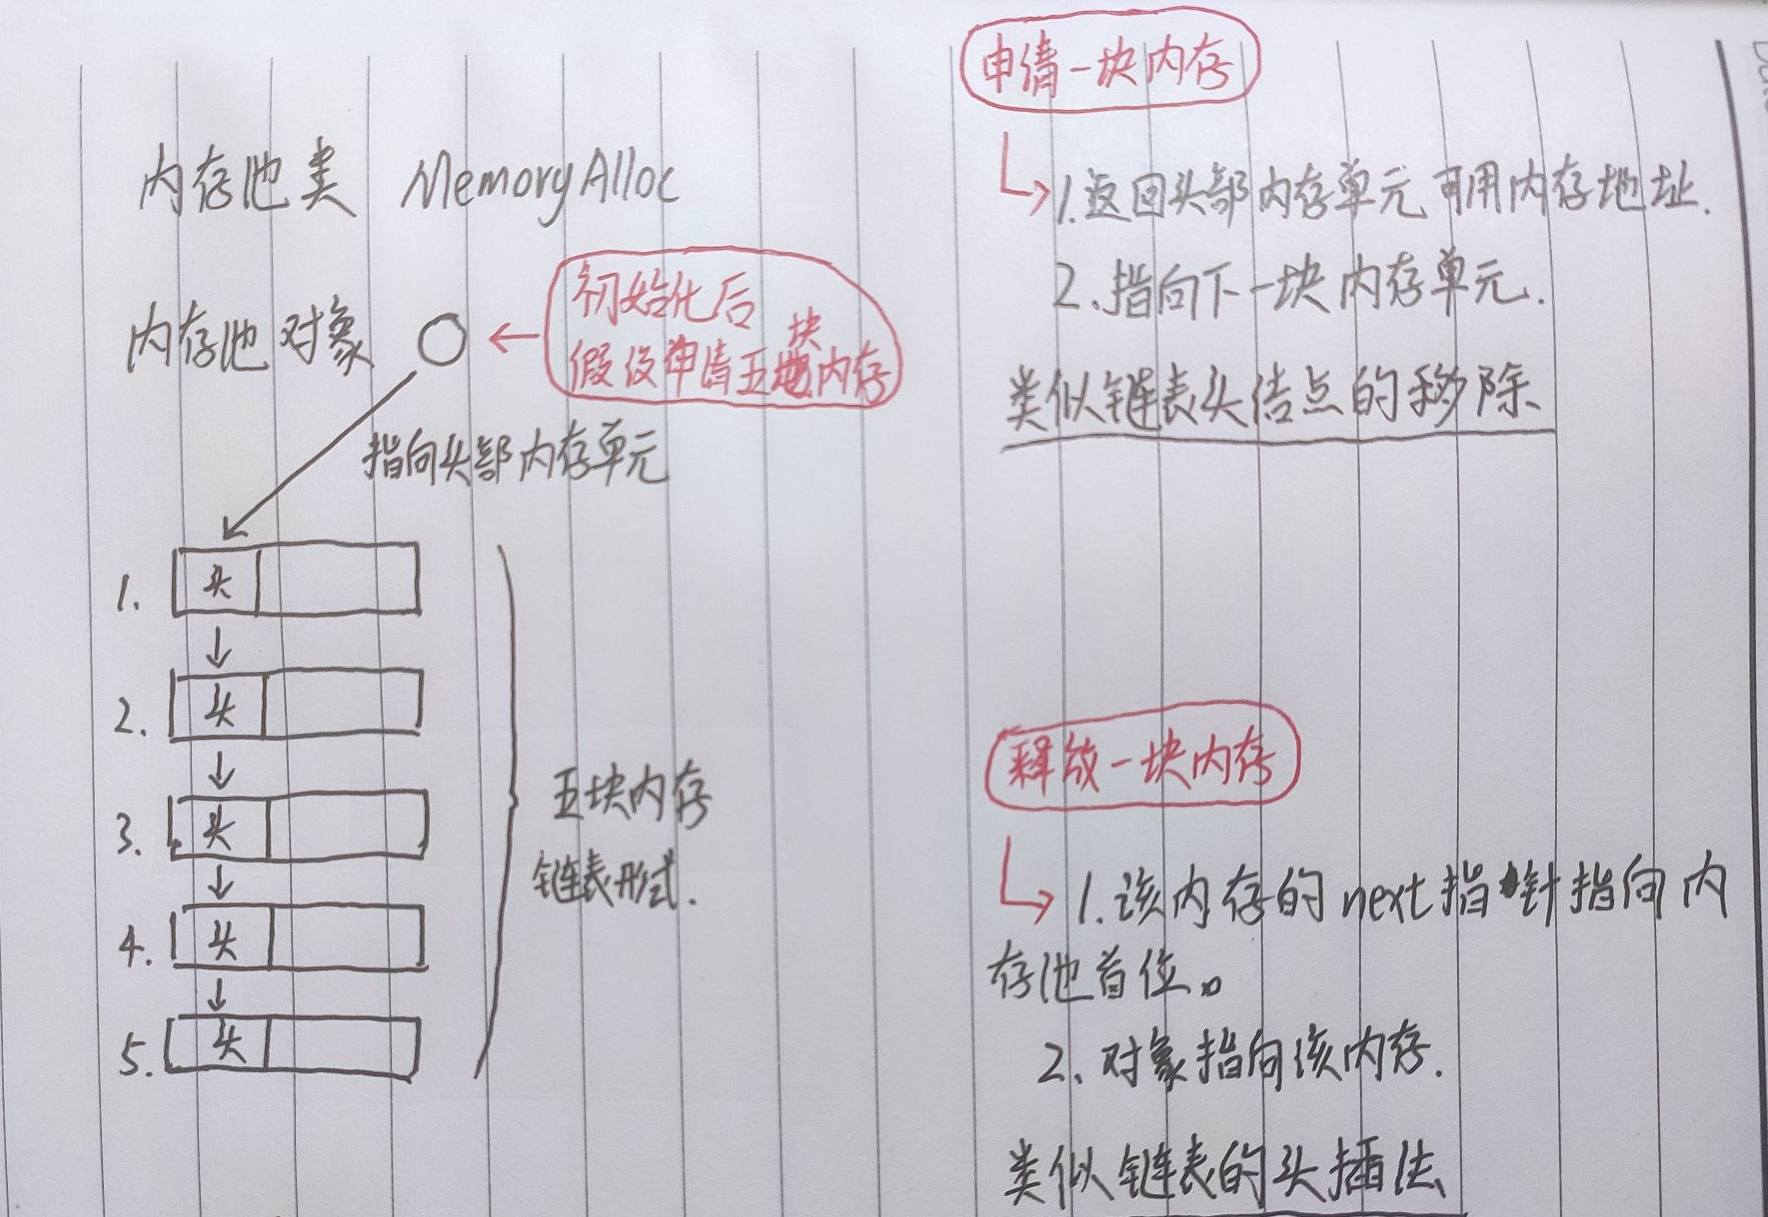 内存池类 MemoryAlloc
内存池对象
初始化后
假设申请五块内存
指向头部内存单元
1. 头
2. 头
3. 头
4. 头
5. 头
五块内存
链表形式.
申请一块内存
1.返回头部内存单元可用内存地址.
2.指向下一块内存单元.
类似链表头结点的移除
释放一块内存
1.该内存的next指针指向内
存池首位。
2.对象指向该内存.
类似链表的头插法